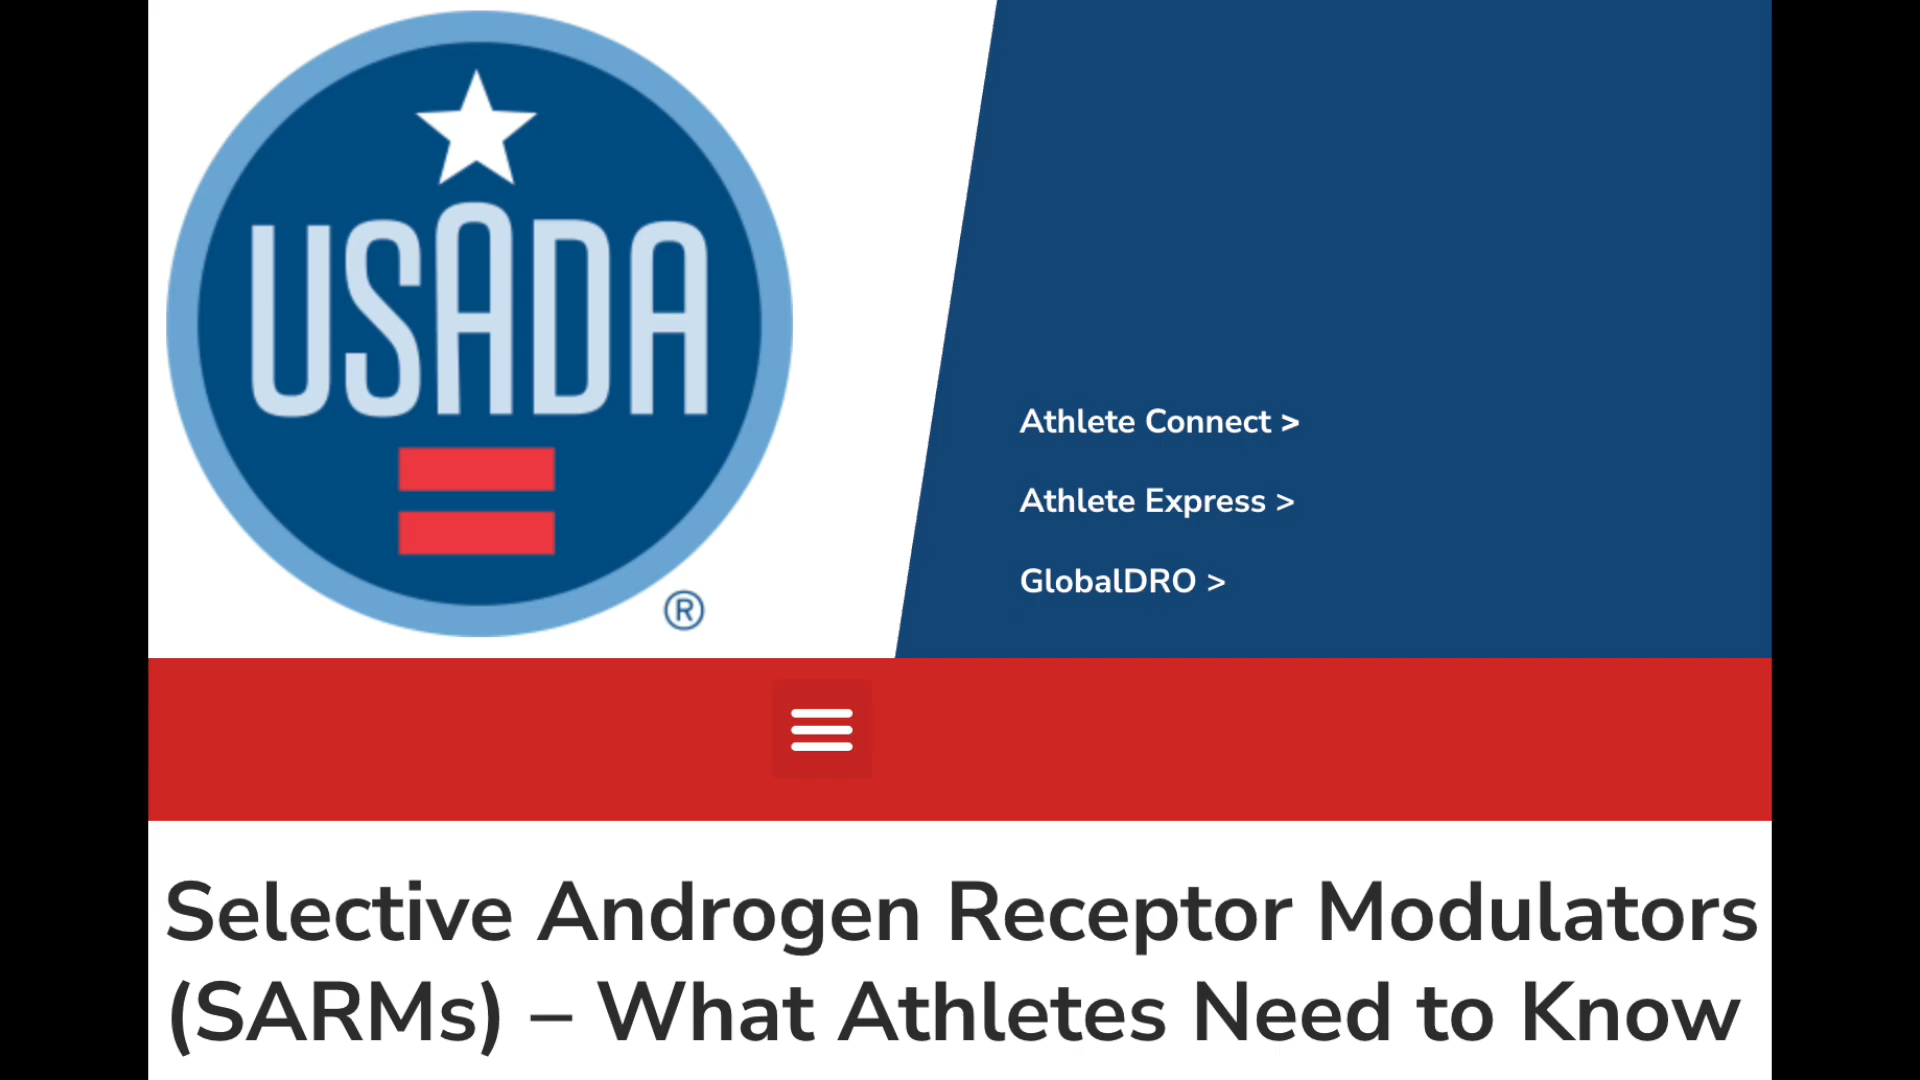 USADA
®
Athlete Connect >
Athlete Express >
GlobalDRO >
Selective Androgen Receptor Modulators
(SARMs) – What Athletes Need to Know